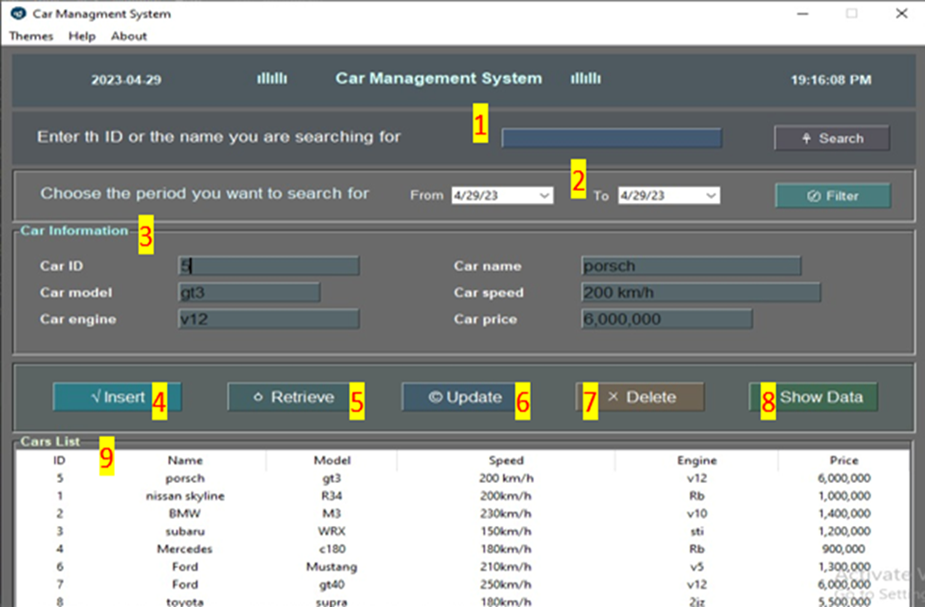 Car Managment System
Themes Help About
2023-04-29 Car Management System 19:16:08 PM
1
Enter th ID or the name you are searching for Search
2
Choose the period you want to search for From 4/29/23 To 4/29/23 Filter
Car Information 3
Car ID 5 Car name porsch
Car model gt3 Car speed 200 km/h
Car engine v12 Car price 6,000,000
√ Insert 4 Retrieve 5 © Update 6 7 × Delete 8 Show Data
Cars List 9
ID Name Model Speed Engine Price
5 porsch gt3 200 km/h v12 6,000,000
1 nissan skyline R34 200km/h Rb 1,000,000
2 BMW M3 230km/h v10 1,400,000
3 subaru WRX 150km/h sti 1,200,000
4 Mercedes c180 180km/h Rb 900,000
6 Ford Mustang 210km/h v5 1,300,000
7 Ford gt40 250km/h v12 6,000,000
8 toyota supra 180km/h 2jz 5,500,000
Activate
Go to Settin